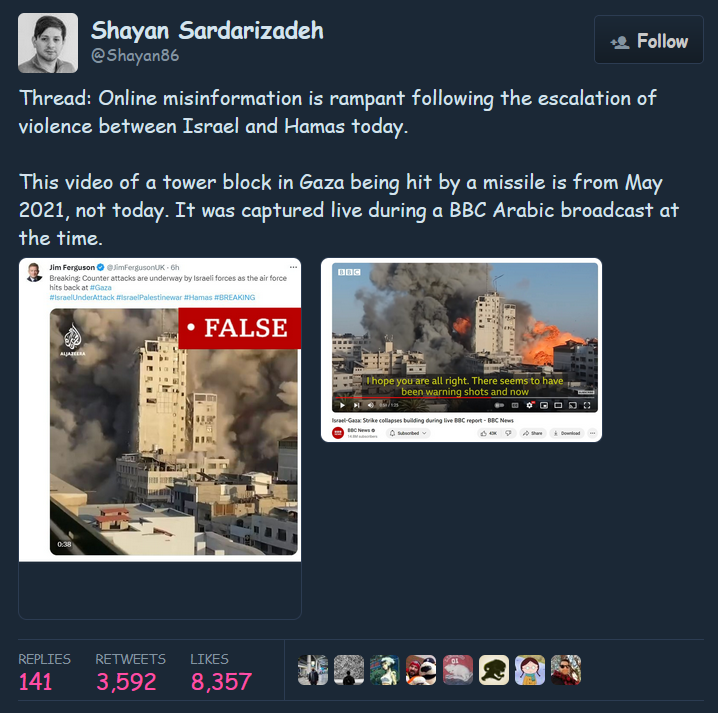 Shayan Sardarizadeh
@Shayan86
Follow
Thread: Online misinformation is rampant following the escalation of
violence between Israel and Hamas today.
This video of a tower block in Gaza being hit by a missile is from May
2021, not today. It was captured live during a BBC Arabic broadcast at
the time.
Jim Ferguson @JimFergusonUK · 6h
Breaking: Counter attacks are underway by Israeli forces as the air force
hits back at #Gaza
#IsraelUnderAttack #IsraelPalestinewar #Hamas #BREAKING
• FALSE
ALJAZEERA
0:38
BBC
I hope you are all right. There seems to have
been warning shots and now
Israel-Gaza: Strike collapses building during live BBC report - BBC News
BBC News
Subscribed
43K
Share
Download
REPLIES
RETWEETS
LIKES
141
3,592
8,357